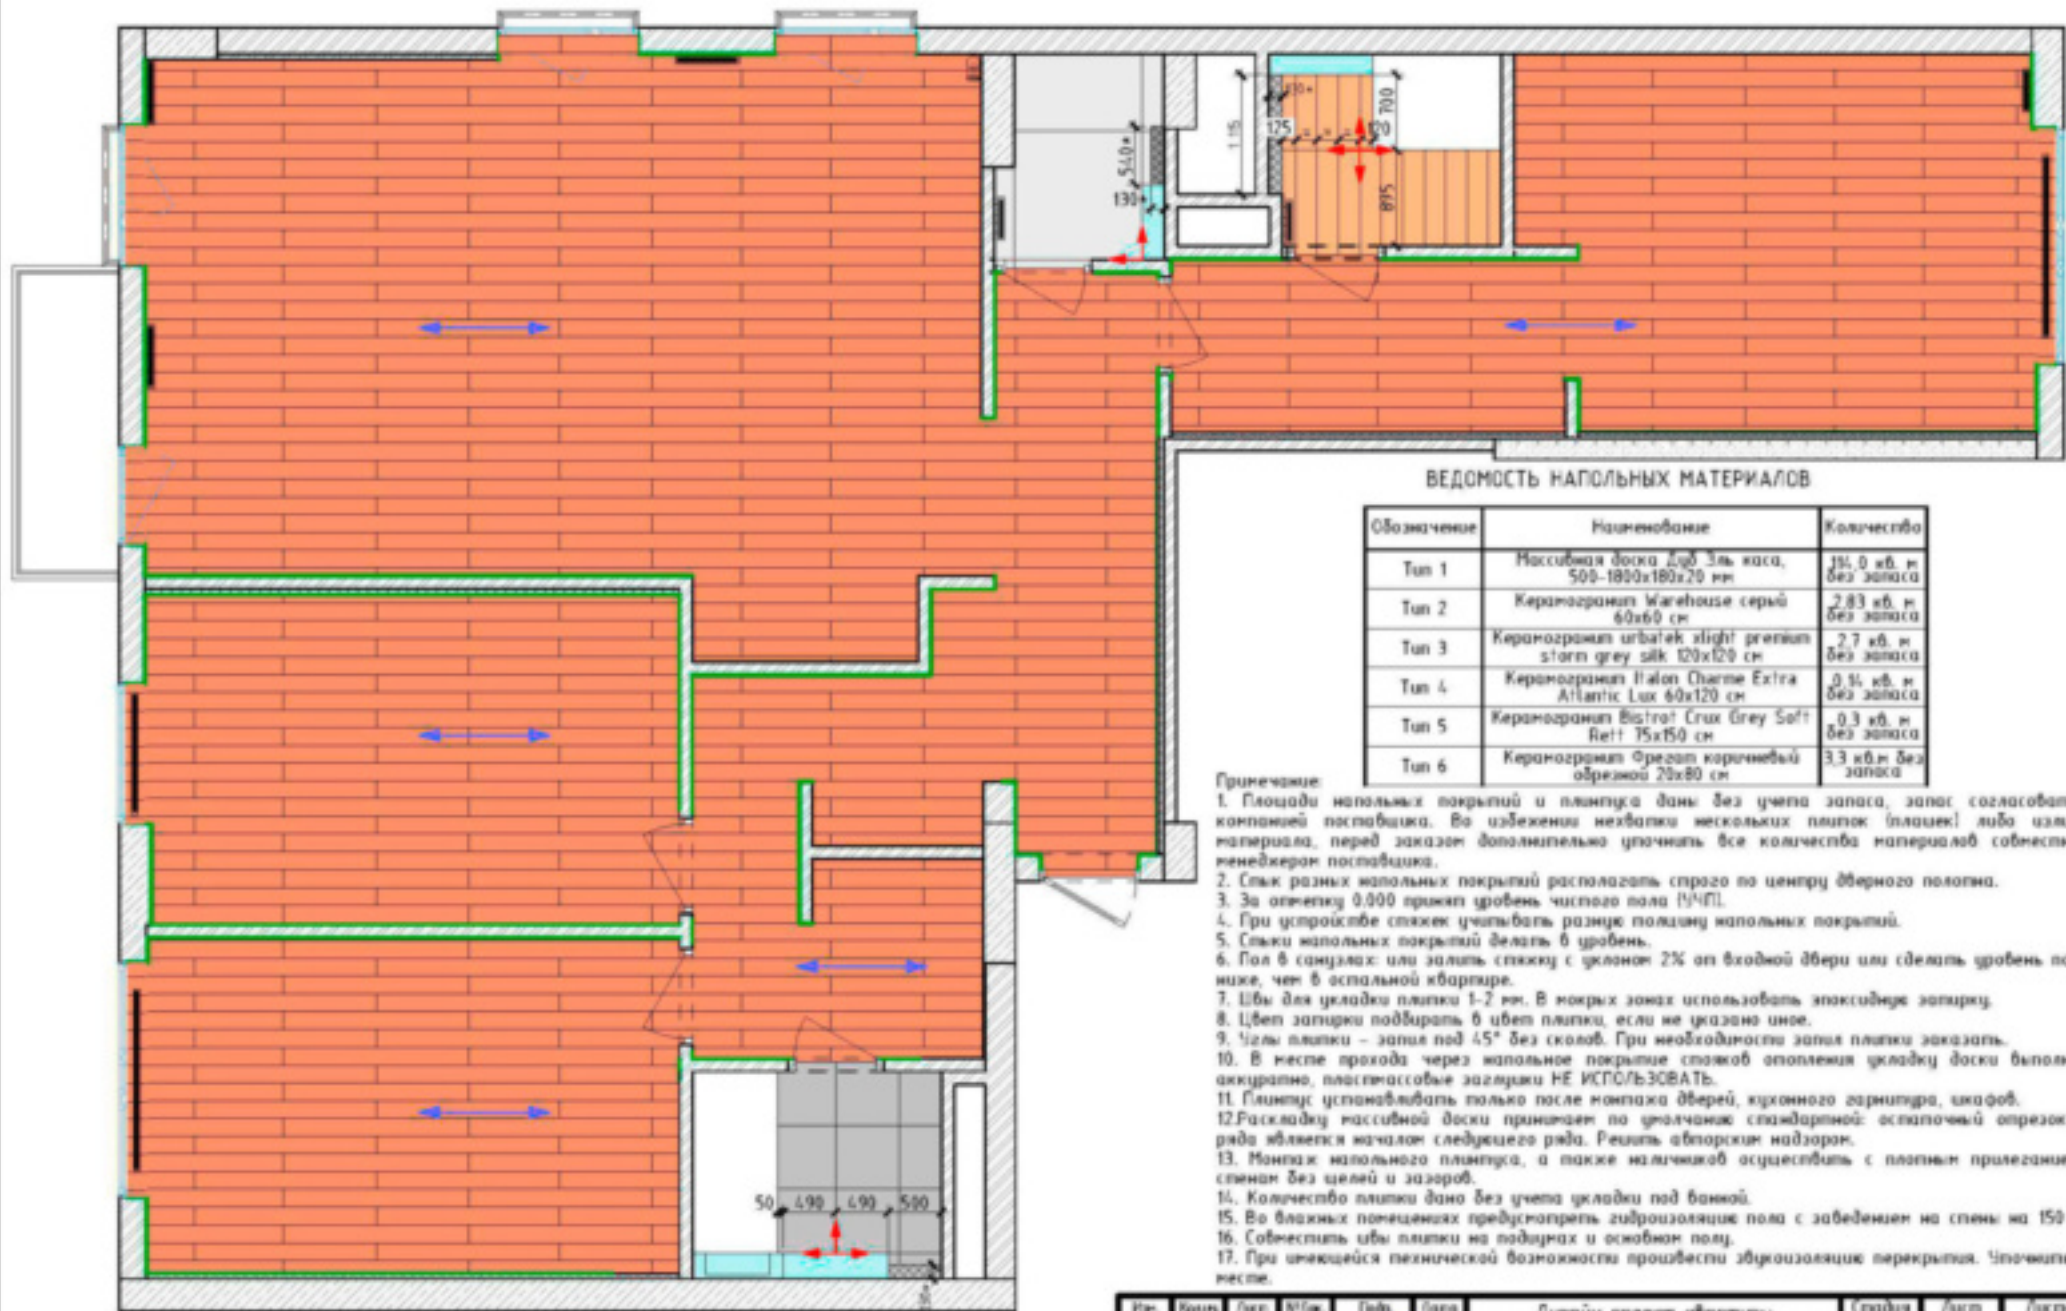 130*
700
115
125
120
540*
1115
130*
895
ВЕДОМОСТЬ НАПОЛЬНЫХ МАТЕРИАЛОВ
Обозначение Наименование Количество
Тип 1 Массивная доска Дуб Эль каса, 500-1800х180х20 мм 114,0 кв. м без запаса
Тип 2 Керамогранит Warehouse серый 60х60 см 2,83 кв. м без запаса
Тип 3 Керамогранит urbatek xlight premium storm grey silk 120х120 см 2,7 кв. м без запаса
Тип 4 Керамогранит Italon Charme Extra Atlantic Lux 60х120 см кв. м без запаса
Тип 5 Керамогранит Bistrot Crux Grey Soft Rett 75х150 см 0,3 кв. м без запаса
Тип 6 Керамогранит Фрегат коричневый обрезной 20х80 см 3,3 кв.м без запаса
Примечание:
1. Площади напольных покрытий и плинтуса даны без учета запаса, запас согласоват
компанией поставщика. Во избежении нехватки нескольких плиток (плашек) либо
материала, перед заказом дополнительно уточнить все количества материалов совмест
менеджером поставщика.
2. Стык разных напольных покрытий располагать строго по центру дверного полотна.
3. За отметку 0.000 принят уровень чистого пола (УЧП).
4. При устройстве стяжек учитывать разную толщину напольных покрытий.
5. Стыки напольных покрытий делать в уровень.
6. Пол в санузлах: или залить стяжку с уклоном 2% от входной двери или сделать уровень по
ниже, чем в остальной квартире.
7. Швы для укладки плитки 1-2 мм. В мокрых зонах использовать эпоксидную затирку.
8. Цвет затирки подбирать в цвет плитки, если не указано иное.
9. Углы плитки – запил под 45° без сколов. При необходимости запил плитки заказать.
10. В месте прохода через напольное покрытие стояков отопления укладку доски выполн
аккуратно, пластмассовые заглушки НЕ ИСПОЛЬЗОВАТЬ.
11. Плинтус устанавливать только после монтажа дверей, кухонного гарнитура, шкафов.
12.Раскладку массивной доски принимаем по умолчанию стандартной: остаточный отрезок
ряда является началом следующего ряда. Решить авторским надзором.
13. Монтаж напольного плинтуса, а также наличников осуществить с плотным прилегание
стенам без щелей и зазоров.
14. Количество плитки дано без учета укладки под ванной.
15. Во влажных помещениях предусмотреть гидроизоляцию пола с заведением на стены на 150
16. Совместить швы плитки на подиумах и основном полу.
17. При имеющейся технической возможности произвести звукоизоляцию перекрытия. Уточнить
месте.
50 490 490 500